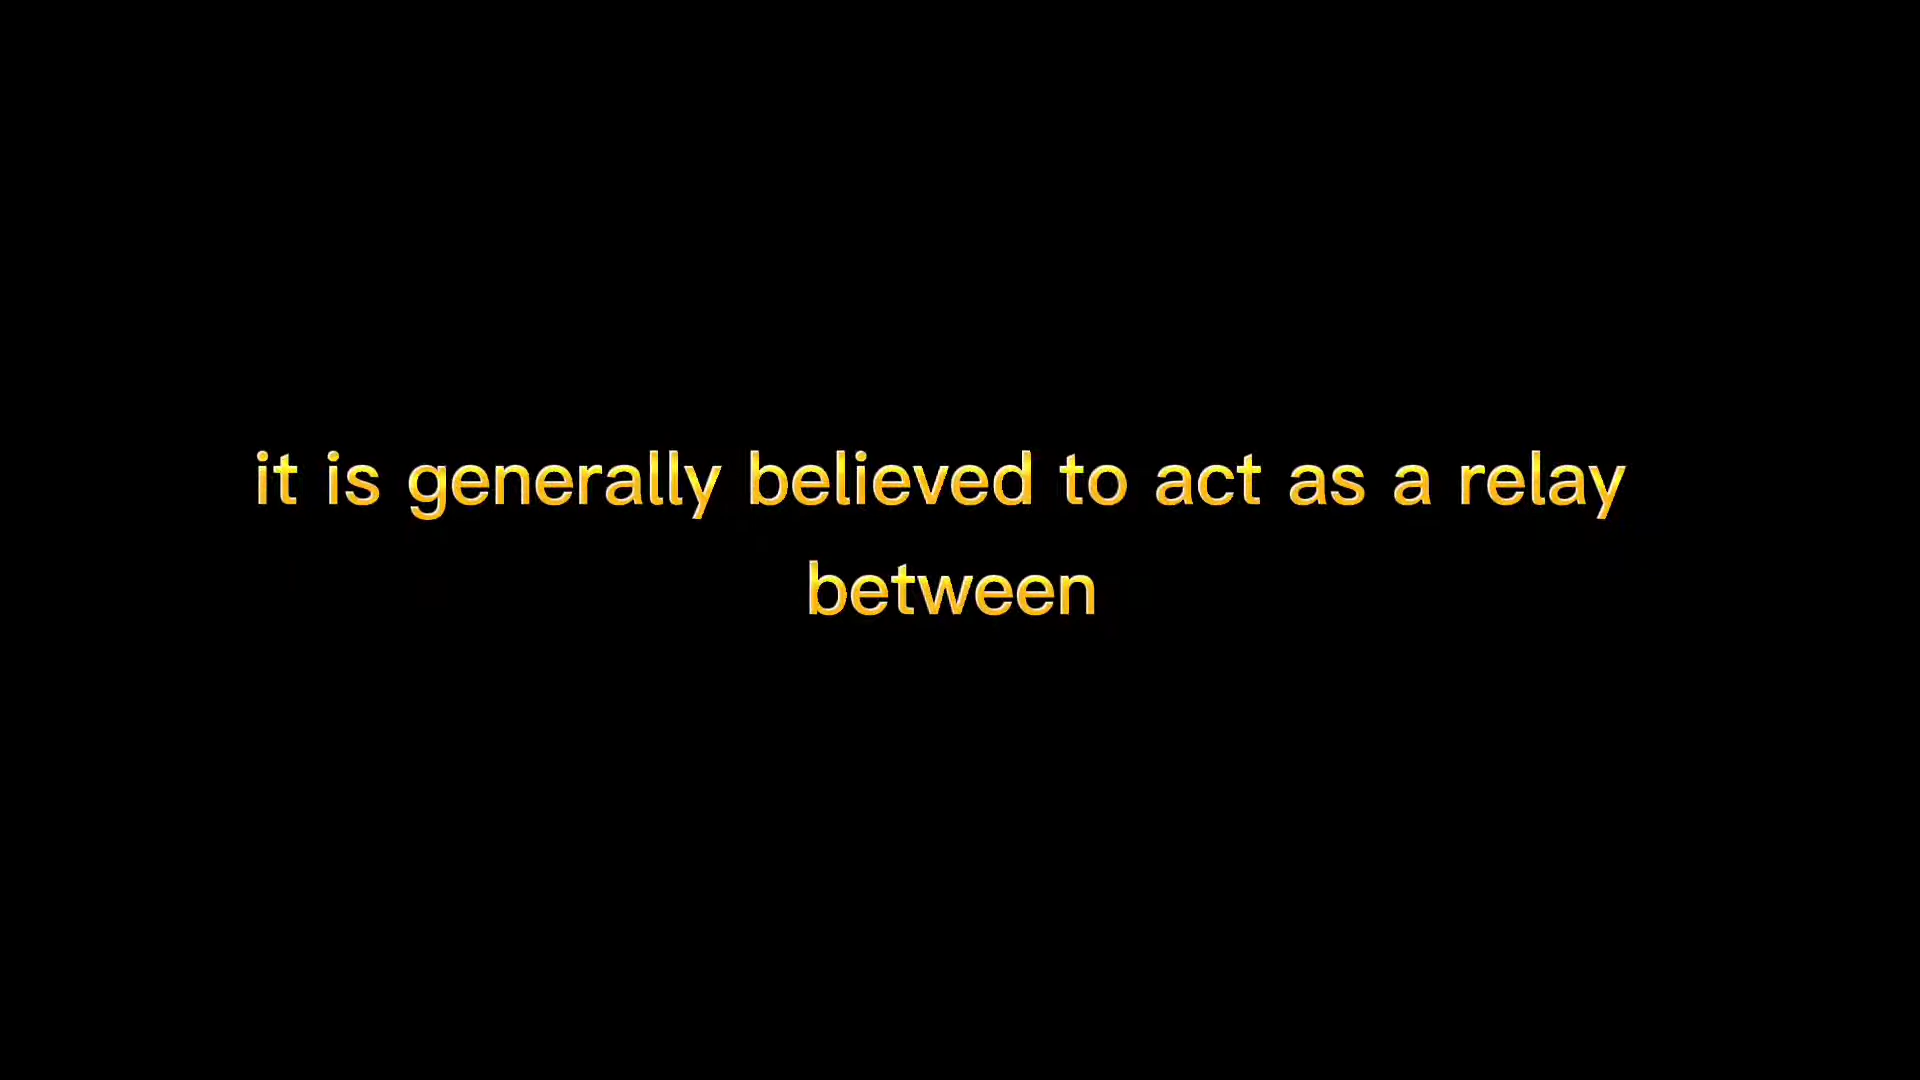 it is generally believed to act as a relay
between